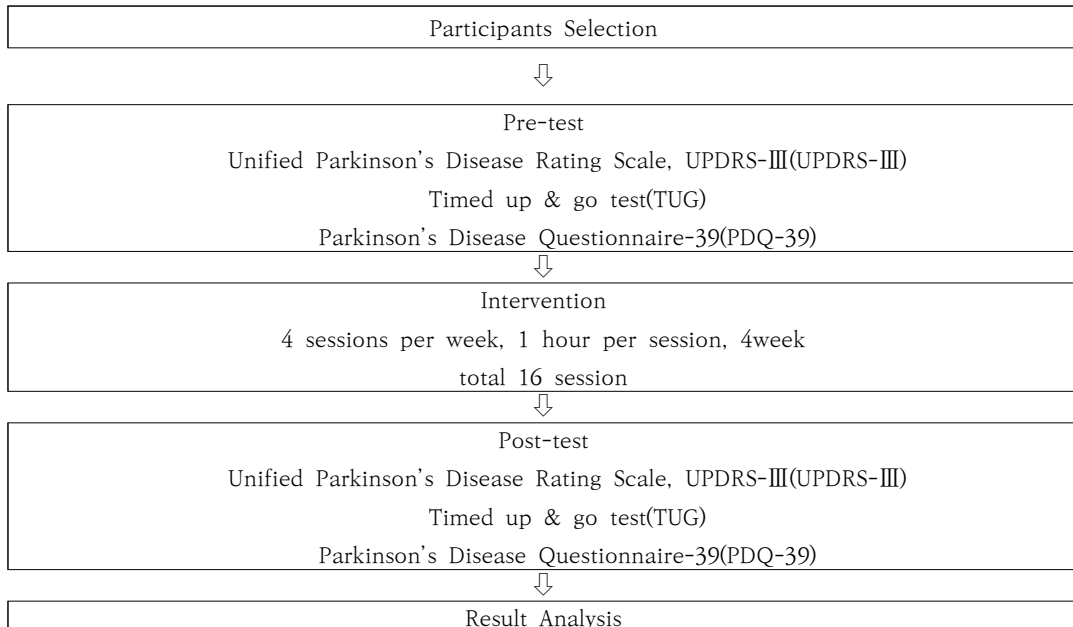 Participants Selection
⇩
Pre-test
Unified Parkinson's Disease Rating Scale, UPDRS-Ⅲ(UPDRS-Ⅲ)
Timed up & go test(TUG)
Parkinson's Disease Questionnaire-39(PDQ-39)
⇩
Intervention
4 sessions per week, 1 hour per session, 4week
total 16 session
⇩
Post-test
Unified Parkinson's Disease Rating Scale, UPDRS-Ⅲ(UPDRS-Ⅲ)
Timed up & go test(TUG)
Parkinson's Disease Questionnaire-39(PDQ-39)
⇩
Result Analysis